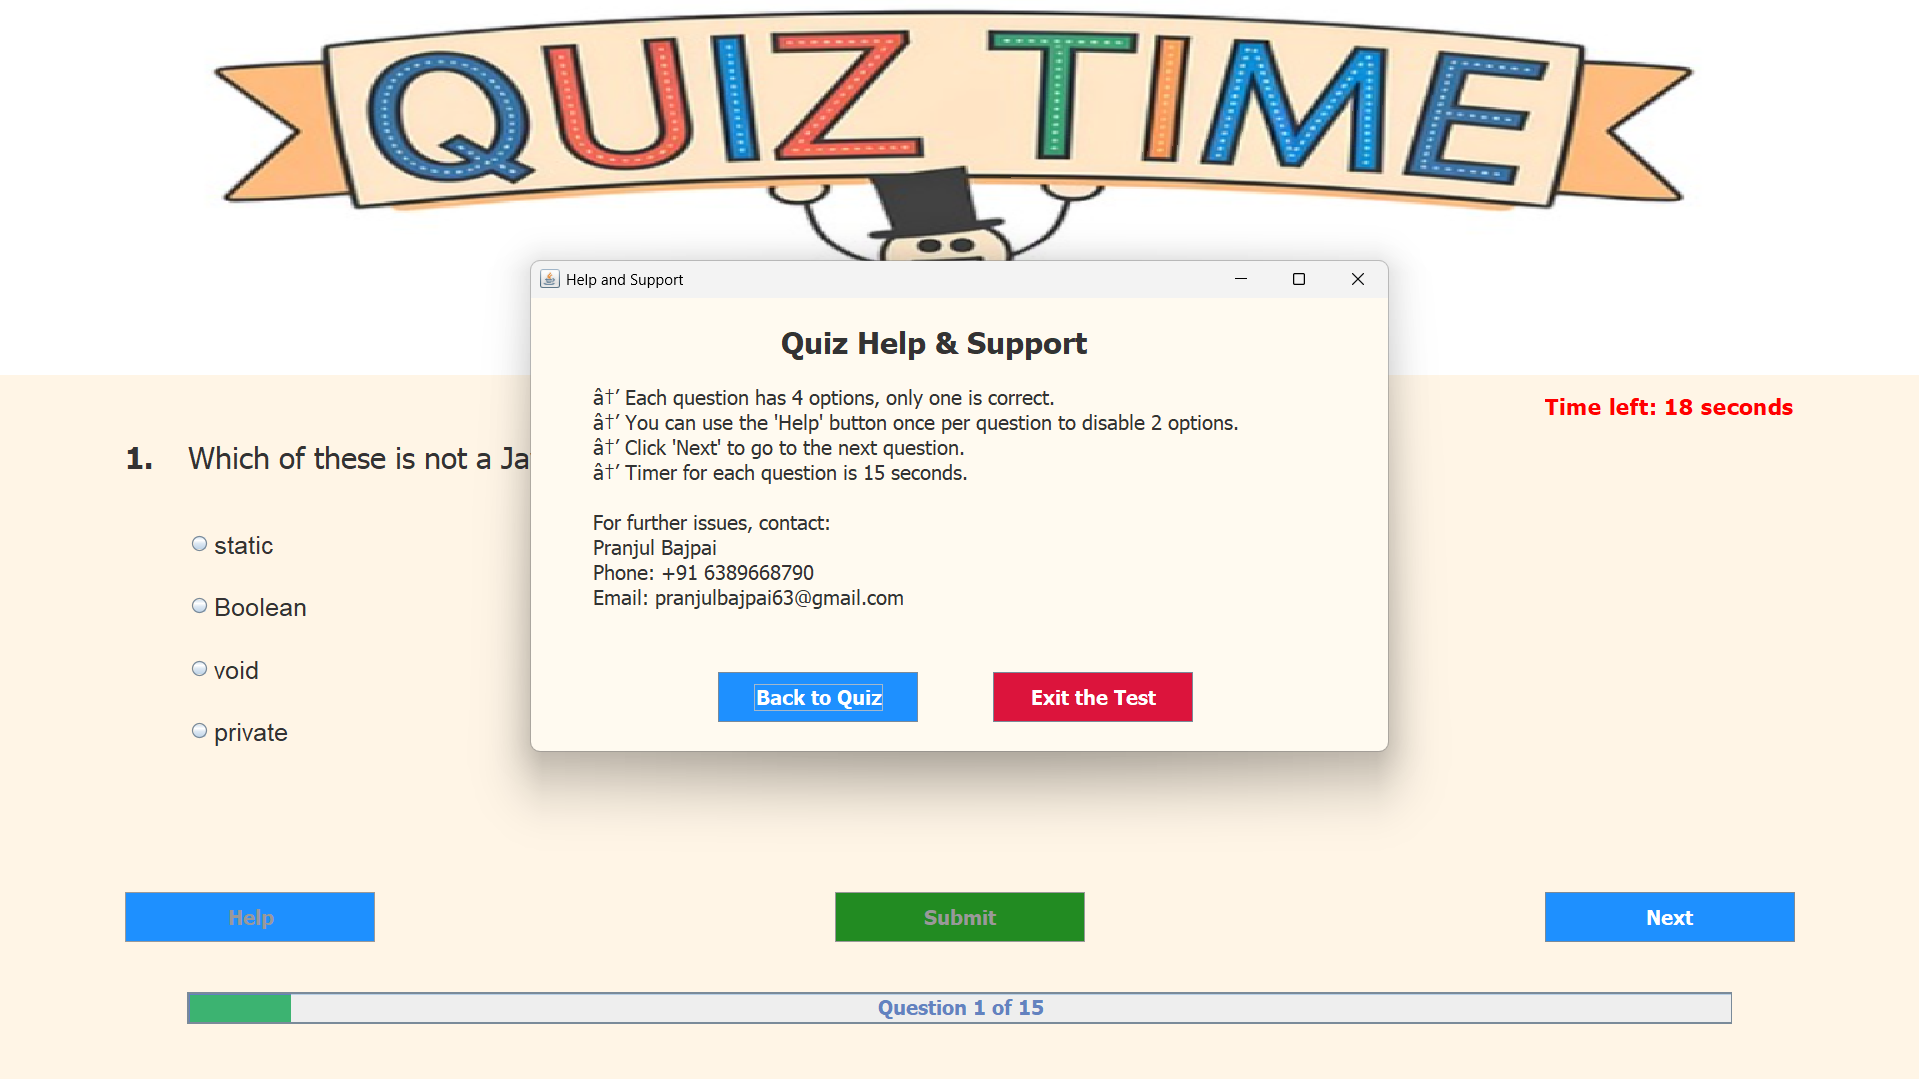 QUIZ TIME
Help and Support
Quiz Help & Support
â†’ Each question has 4 options, only one is correct.
â†’ You can use the 'Help' button once per question to disable 2 options.
â†’ Click 'Next' to go to the next question.
â†’ Timer for each question is 15 seconds.
For further issues, contact:
Pranjul Bajpai
Phone: +91 6389668790
Email: pranjulbajpai63@gmail.com
Back to Quiz
Exit the Test
Time left: 18 seconds
1. Which of these is not a Ja
static
Boolean
void
private
Help
Submit
Next
Question 1 of 15